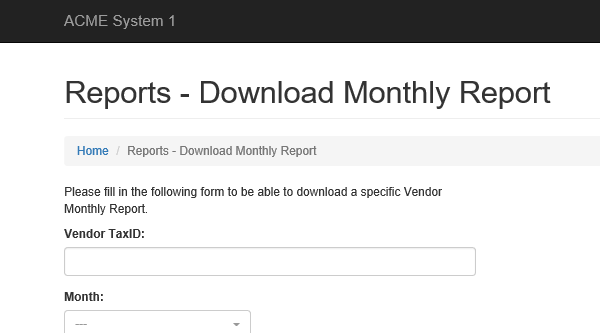 ACME System 1
Reports - Download Monthly Report
Home / Reports - Download Monthly Report
Please fill in the following form to be able to download a specific Vendor
Monthly Report.
Vendor TaxID:
Month:
---